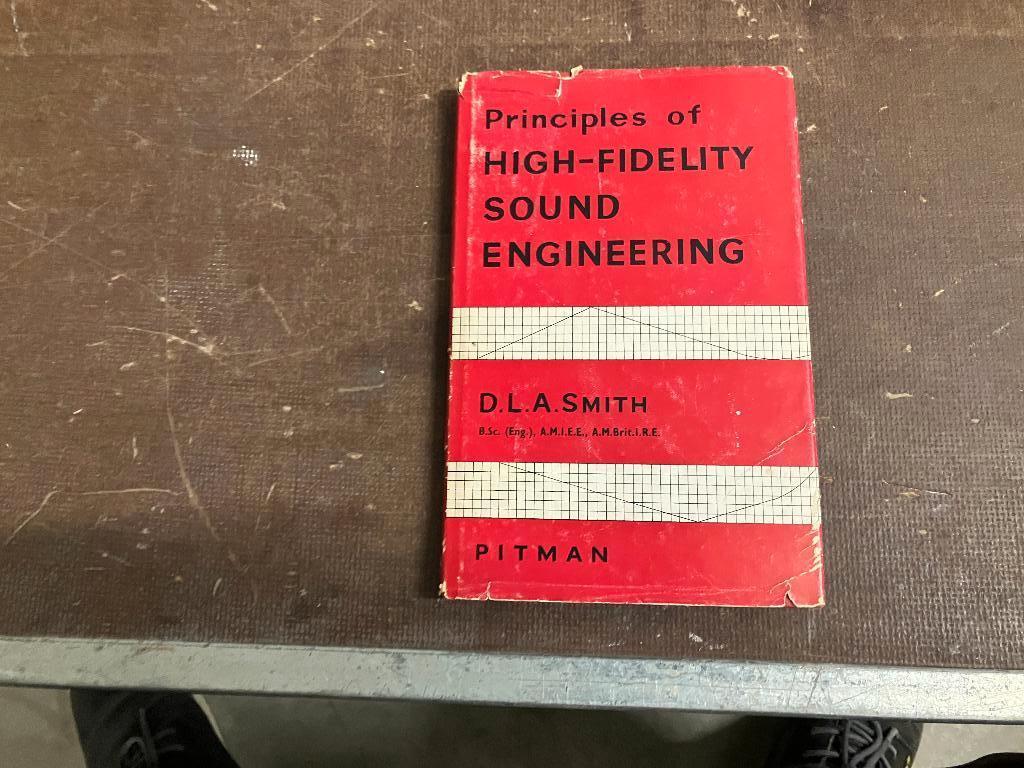 Principles of
HIGH-FIDELITY
SOUND
ENGINEERING
D.L.A.SMITH
B.Sc. (Eng.), A.M.I.E.E., A.M.Brit.I.R.E.
PITMAN